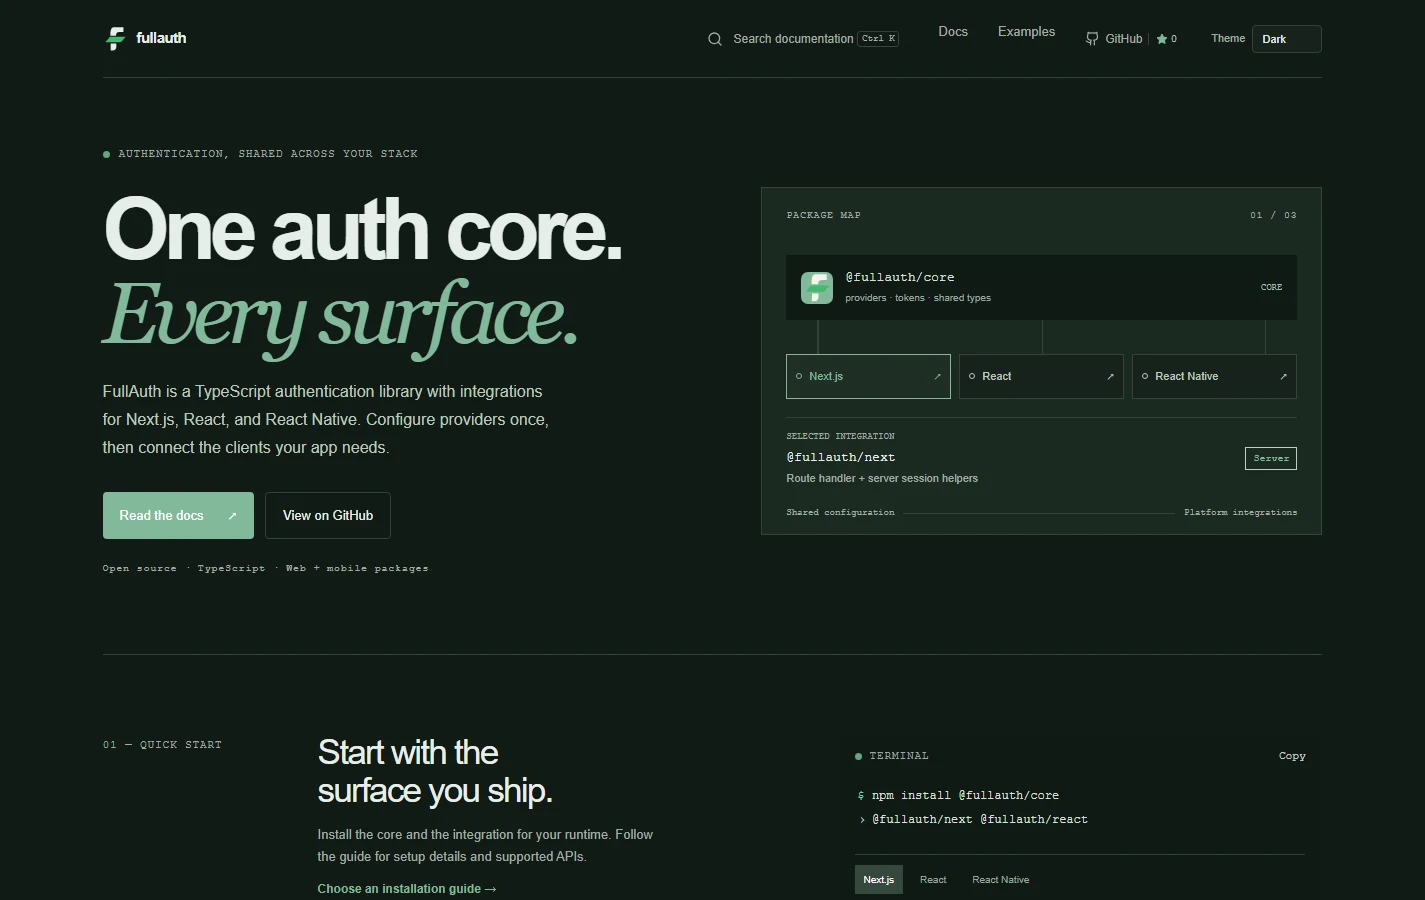 fullauth
Search documentation Ctrl K
Docs
Examples
GitHub
0
Theme
Dark
AUTHENTICATION, SHARED ACROSS YOUR STACK
One auth core.
Every surface.
FullAuth is a TypeScript authentication library with integrations
for Next.js, React, and React Native. Configure providers once,
then connect the clients your app needs.
Read the docs ↗
View on GitHub
Open source · TypeScript · Web + mobile packages
PACKAGE MAP
01 / 03
@fullauth/core
providers · tokens · shared types
CORE
Next.js ↗
React ↗
React Native ↗
SELECTED INTEGRATION
@fullauth/next
Route handler + server session helpers
Server
Shared configuration
Platform integrations
01 — QUICK START
Start with the
surface you ship.
Install the core and the integration for your runtime. Follow
the guide for setup details and supported APIs.
Choose an installation guide →
TERMINAL
Copy
$ npm install @fullauth/core
› @fullauth/next @fullauth/react
Next.js
React
React Native